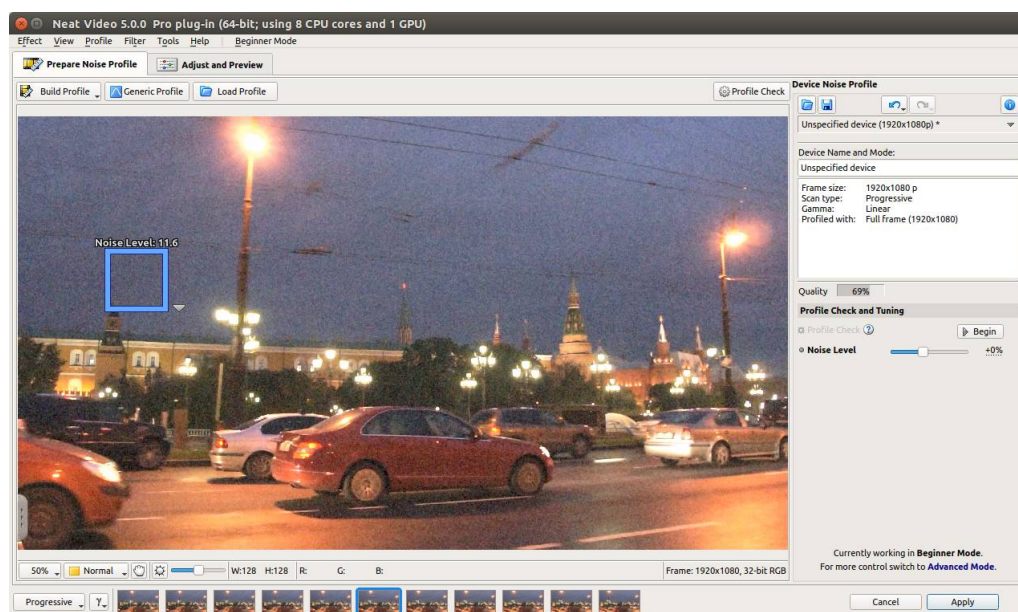 Neat Video 5.0.0 Pro plug-in (64-bit; using 8 CPU cores and 1 GPU)
Effect View Profile Filter Tools Help Beginner Mode
Prepare Noise Profile Adjust and Preview
Build Profile Generic Profile Load Profile Profile Check
Noise Level: 11.6
50% Normal W:128 H:128 R: G: B: Frame: 1920x1080, 32-bit RGB
Progressive γ
Device Noise Profile
Unspecified device (1920x1080p) *
Device Name and Mode:
Unspecified device
Frame size: 1920x1080 p
Scan type: Progressive
Gamma: Linear
Profiled with: Full frame (1920x1080)
Quality 69%
Profile Check and Tuning
Profile Check ? Begin
Noise Level +0%
Currently working in Beginner Mode.
For more control switch to Advanced Mode.
Cancel Apply